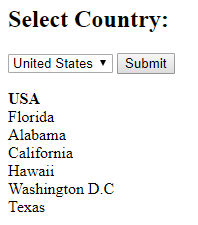 Select Country:
United States Submit
USA
Florida
Alabama
California
Hawaii
Washington D.C
Texas